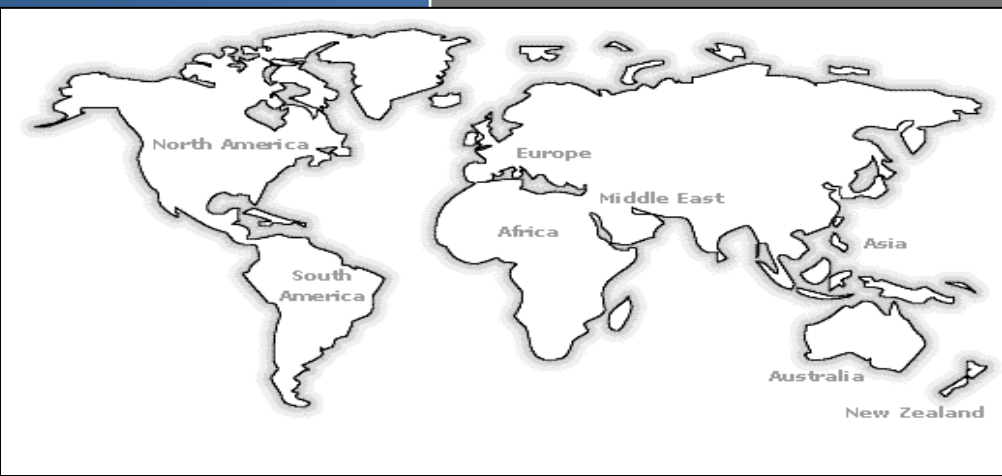 North America
Europe
Middle East
Africa
Asia
South
America
Australia
New Zealand